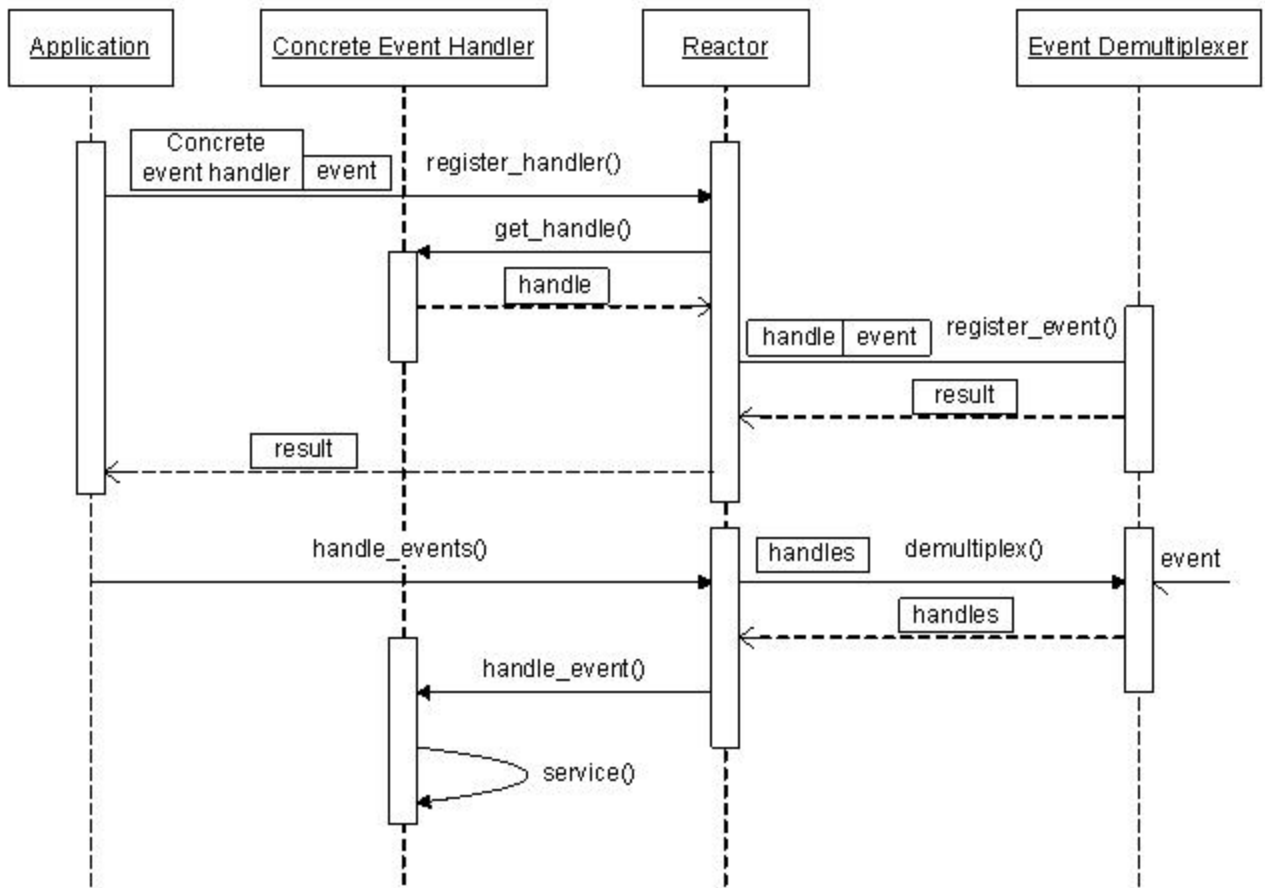 Application
Concrete Event Handler
Reactor
Event Demultiplexer
Concrete
event handler
event
register_handler()
get_handle()
handle
handle
event
register_event()
result
result
handle_events()
handles
demultiplex()
event
handles
handle_event()
service()